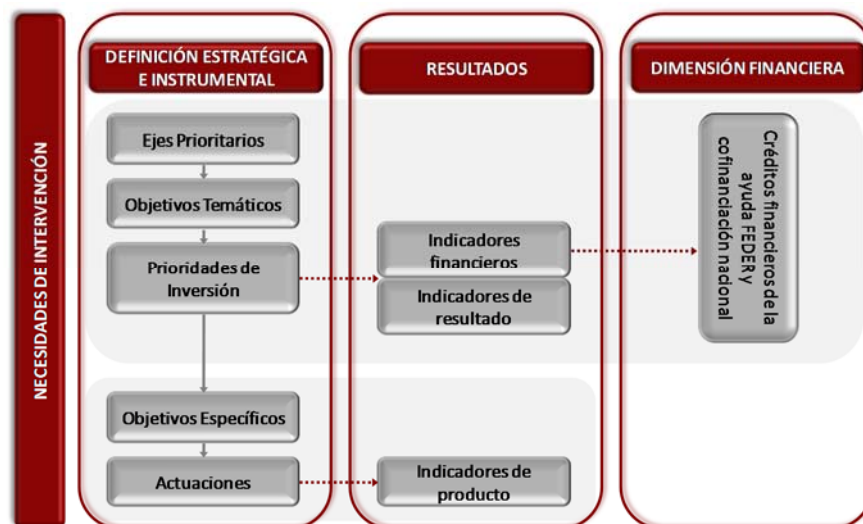 NECESIDADES DE INTERVENCIÓN
DEFINICIÓN ESTRATÉGICA
E INSTRUMENTAL
Ejes Prioritarios
Objetivos Temáticos
Prioridades de
Inversión
Objetivos Específicos
Actuaciones
RESULTADOS
Indicadores
financieros
Indicadores de
resultado
Indicadores de
producto
DIMENSIÓN FINANCIERA
Créditos financieros de la
ayuda FEDER y
cofinanciación nacional